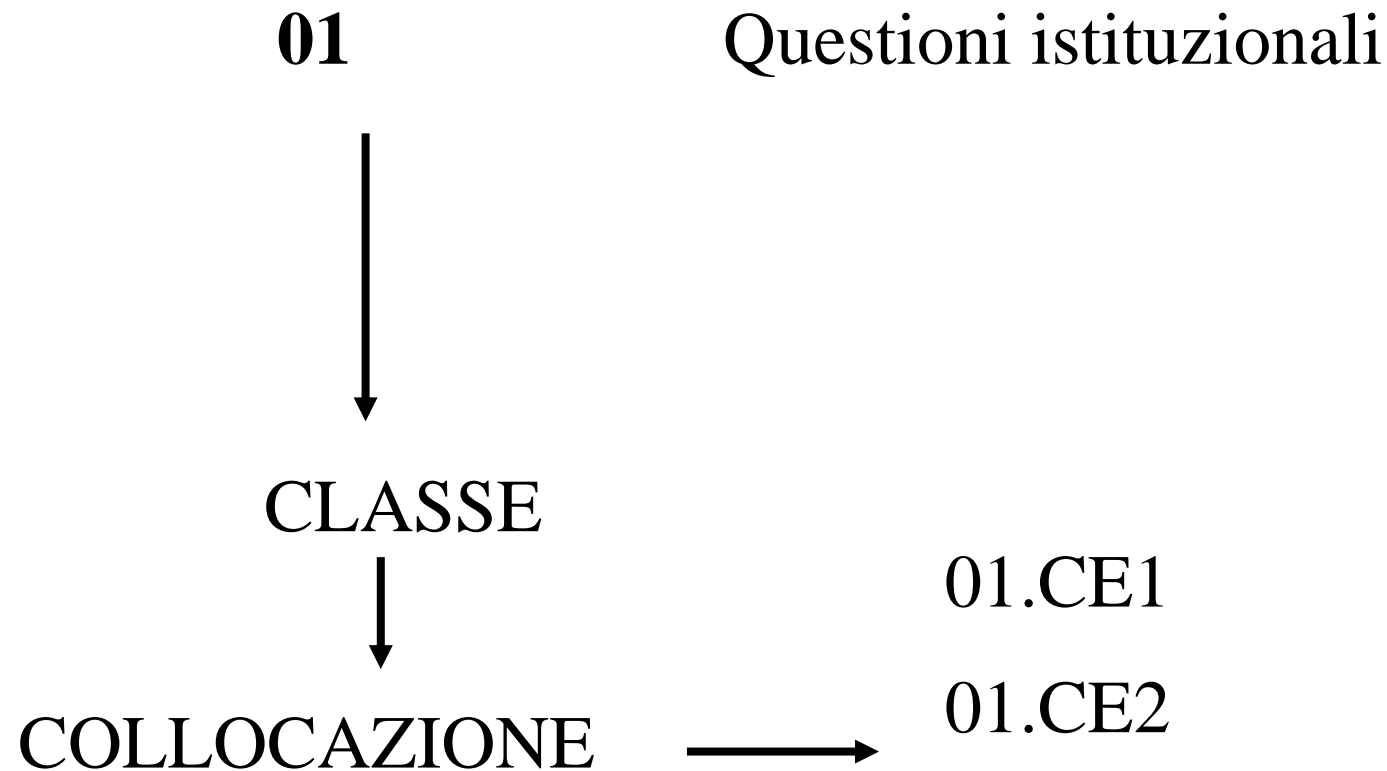 01 Questioni istituzionali
CLASSE
01.CE1
01.CE2
COLLOCAZIONE